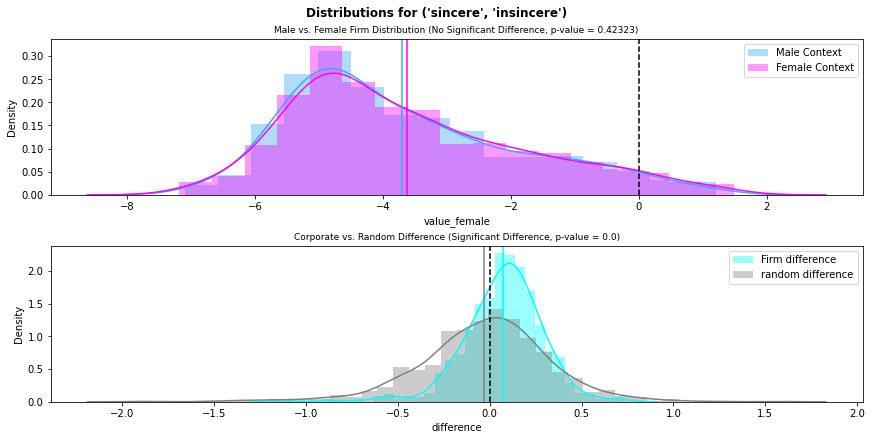 Distributions for ('sincere', 'insincere')
Male vs. Female Firm Distribution (No Significant Difference, p-value = 0.42323)
Density
0.30
0.25
0.20
0.15
0.10
0.05
0.00
Male Context
Female Context
−8 −6 −4 −2 0 2
value_female
Corporate vs. Random Difference (Significant Difference, p-value = 0.0)
Density
2.0
1.5
1.0
0.5
0.0
Firm difference
random difference
−2.0 −1.5 −1.0 −0.5 0.0 0.5 1.0 1.5 2.0
difference